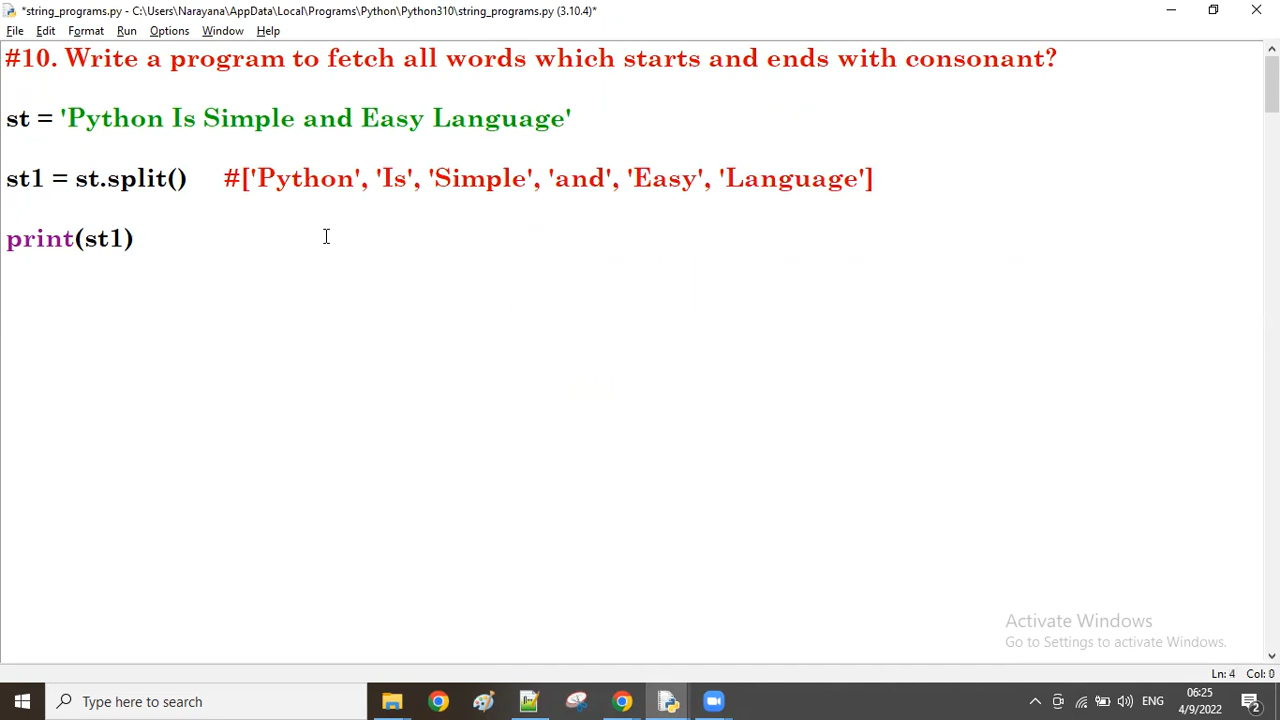 *string_programs.py - C:\Users\Narayana\AppData\Local\Programs\Python\Python310\string_programs.py (3.10.4)*
File Edit Format Run Options Window Help
#10. Write a program to fetch all words which starts and ends with consonant?
st = 'Python Is Simple and Easy Language'
st1 = st.split() #['Python', 'Is', 'Simple', 'and', 'Easy', 'Language']
print(st1)
Activate Windows
Go to Settings to activate Windows.
Ln: 4 Col: 0
Type here to search
ENG
06:25
4/9/2022
2